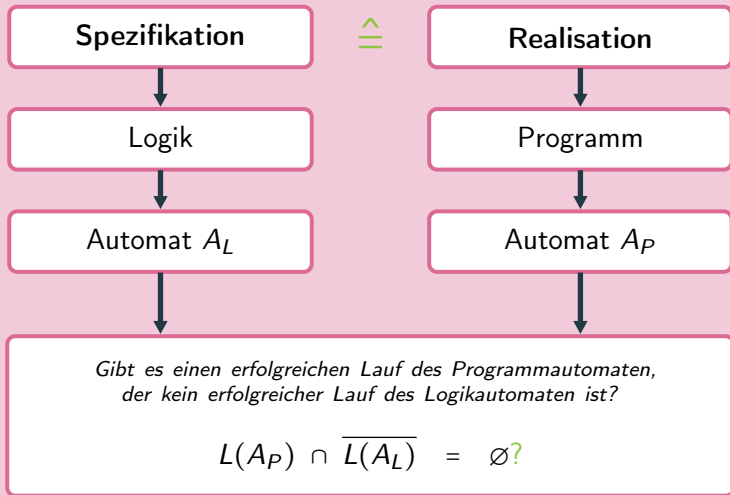 Spezifikation ≙ Realisation
Logik Programm
Automat A_L Automat A_P
Gibt es einen erfolgreichen Lauf des Programmautomaten,
der kein erfolgreicher Lauf des Logikautomaten ist?
L(A_P) ∩ \overline{L(A_L)} = ∅?